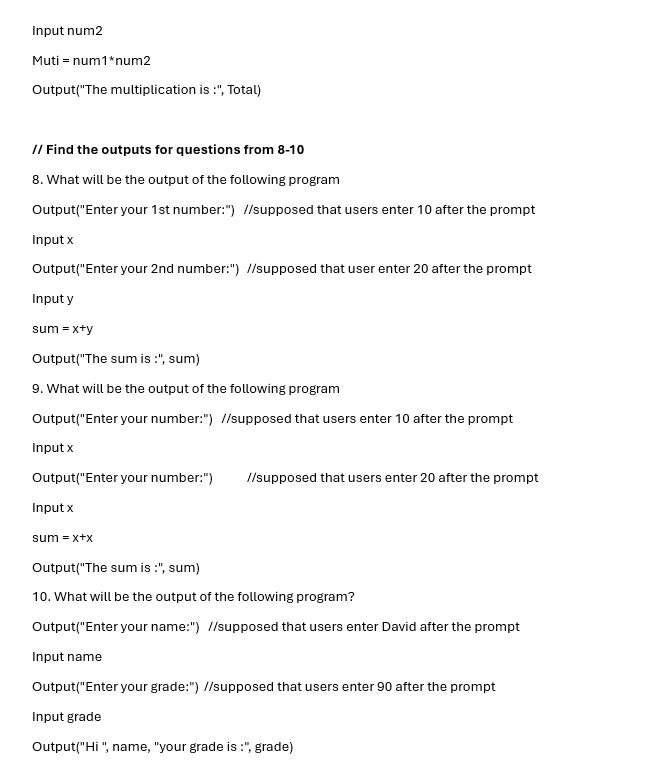 Input num2
Muti = num1*num2
Output("The multiplication is :", Total)
// Find the outputs for questions from 8-10
8. What will be the output of the following program
Output("Enter your 1st number:")   //supposed that users enter 10 after the prompt
Input x
Output("Enter your 2nd number:")  //supposed that user enter 20 after the prompt
Input y
sum = x+y
Output("The sum is :", sum)
9. What will be the output of the following program
Output("Enter your number:")   //supposed that users enter 10 after the prompt
Input x
Output("Enter your number:")          //supposed that users enter 20 after the prompt
Input x
sum = x+x
Output("The sum is :", sum)
10. What will be the output of the following program?
Output("Enter your name:")   //supposed that users enter David after the prompt
Input name
Output("Enter your grade:") //supposed that users enter 90 after the prompt
Input grade
Output("Hi ", name, "your grade is :", grade)